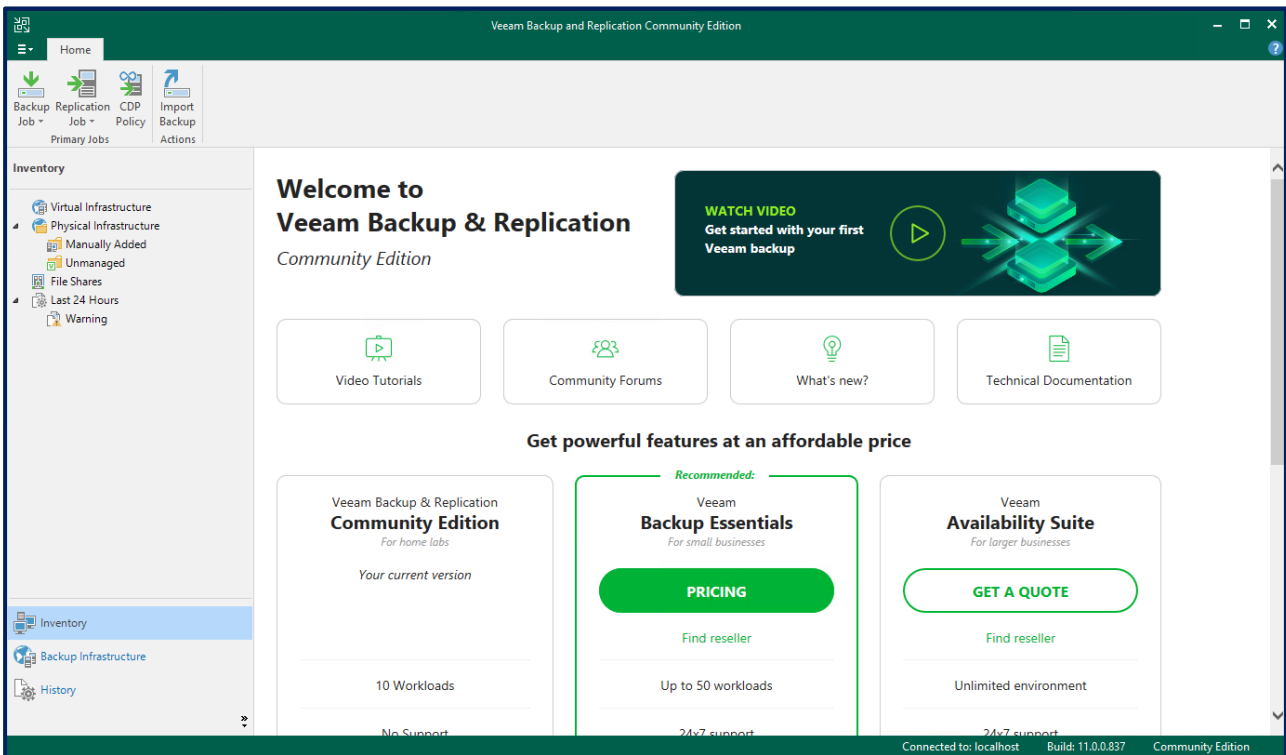 Veeam Backup and Replication Community Edition
Home
Backup Job
Replication Job
CDP Policy
Import Backup
Primary Jobs
Actions
Inventory
Virtual Infrastructure
Physical Infrastructure
Manually Added
Unmanaged
File Shares
Last 24 Hours
Warning
Inventory
Backup Infrastructure
History
Welcome to
Veeam Backup & Replication
Community Edition
WATCH VIDEO
Get started with your first
Veeam backup
Video Tutorials
Community Forums
What's new?
Technical Documentation
Get powerful features at an affordable price
Veeam Backup & Replication
Community Edition
For home labs
Your current version
10 Workloads
No Support
Recommended:
Veeam
Backup Essentials
For small businesses
PRICING
Find reseller
Up to 50 workloads
24x7 support
Veeam
Availability Suite
For larger businesses
GET A QUOTE
Find reseller
Unlimited environment
24x7 support
Connected to: localhost
Build: 11.0.0.837
Community Edition